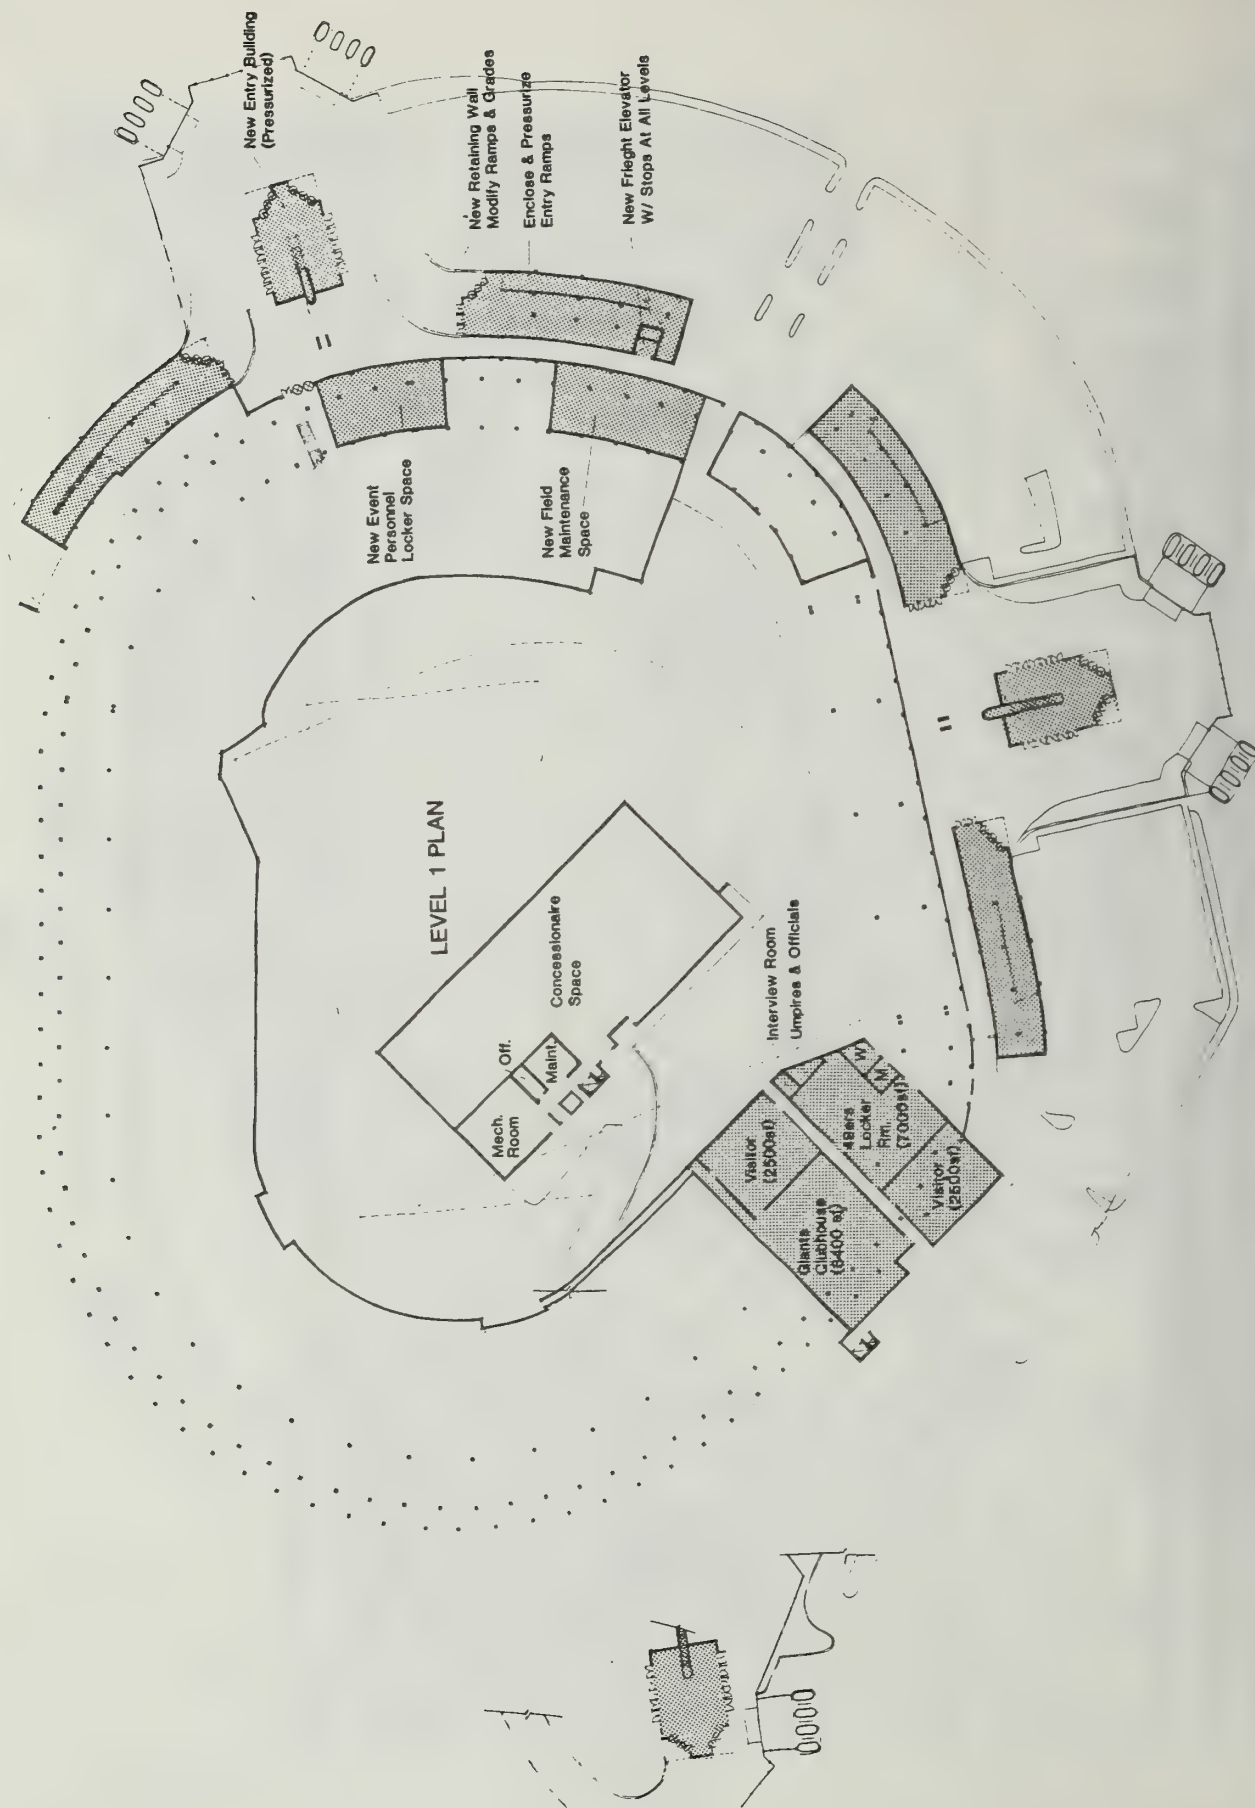 New Entry Building
(Pressurized)
New Retaining Wall
Modify Ramps & Grades
Enclose & Pressurize
Entry Ramps
New Frieght Elevator
W/ Stops At All Levels
New Event
Personnel
Locker Space
New Field
Maintenance
Space
LEVEL 1 PLAN
Concessionaire
Space
Off.
Maint.
Mech.
Room
Interview Room
Umpires & Officials
W
M
49ers
Locker
Rm.
(7000sf)
Visitor
(2500sf)
Visitor
(2500sf)
Giants
Clubhouse
(8400 sf)